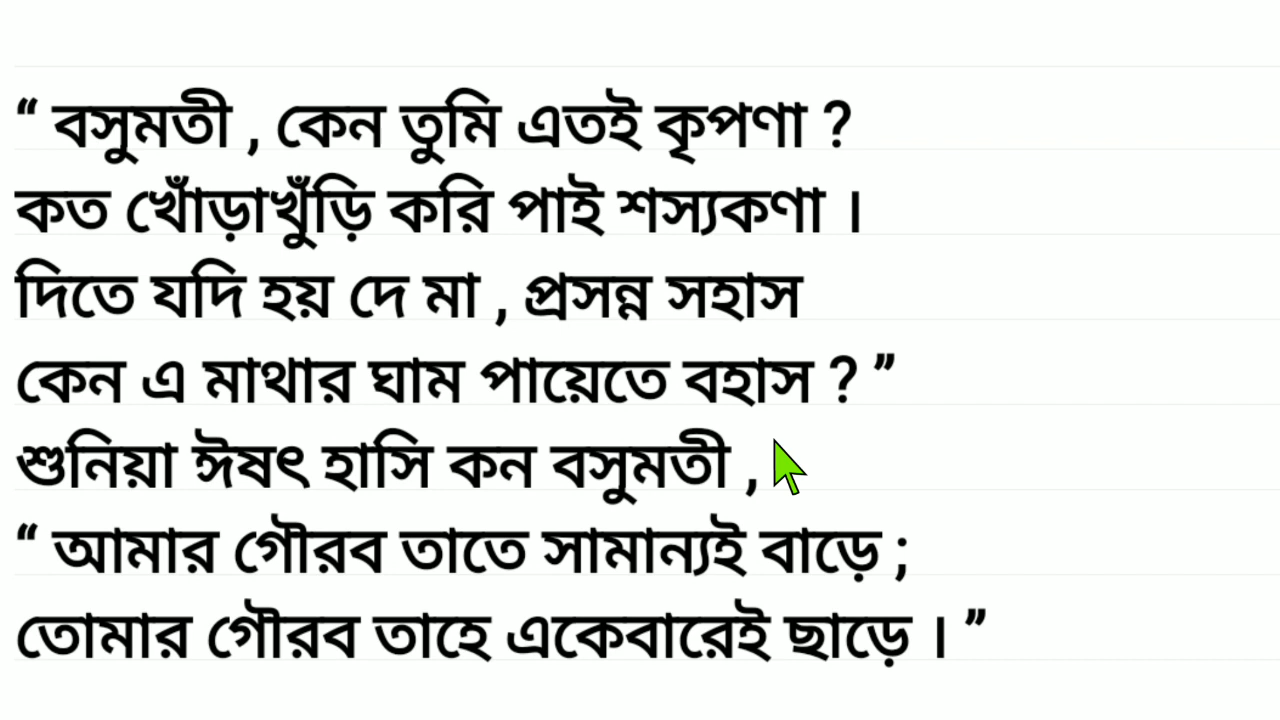 “ বসুমতী , কেন তুমি এতই কৃপণা ?
কত খোঁড়াখুঁড়ি করি পাই শস্যকণা ।
দিতে যদি হয় দে মা , প্রসন্ন সহাস
কেন এ মাথার ঘাম পায়েতে বহাস ? ”
শুনিয়া ঈষৎ হাসি কন বসুমতী ,
“ আমার গৌরব তাতে সামান্যই বাড়ে ;
তোমার গৌরব তাহে একেবারেই ছাড়ে । ”